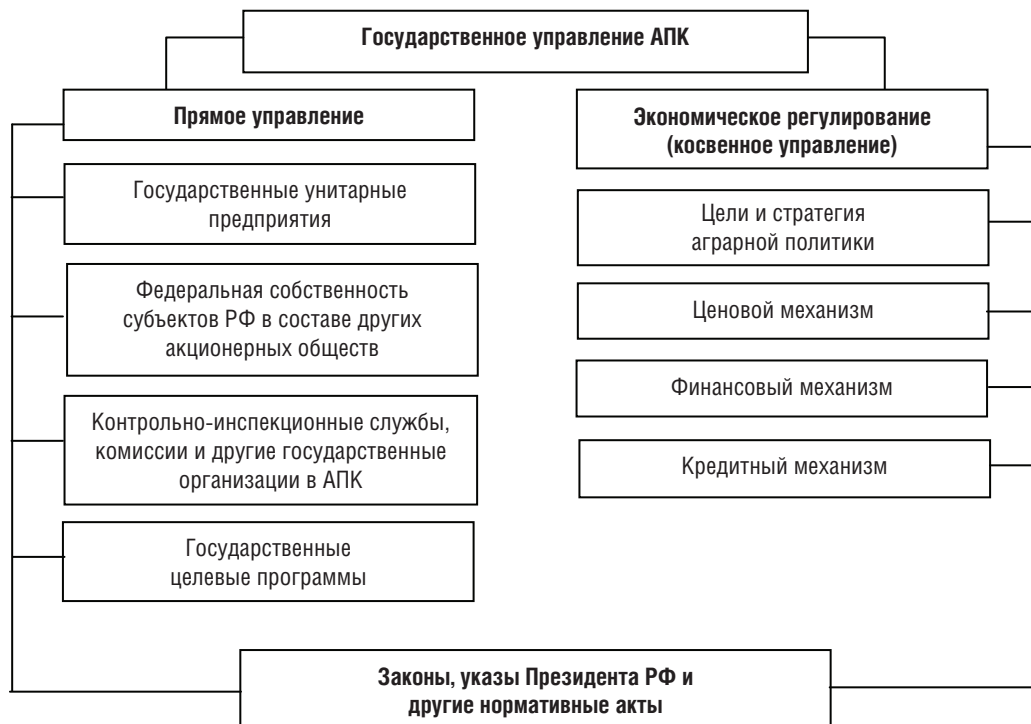 Государственное управление АПК
Прямое управление
Государственные унитарные
предприятия
Федеральная собственность
субъектов РФ в составе других
акционерных обществ
Контрольно-инспекционные службы,
комиссии и другие государственные
организации в АПК
Государственные
целевые программы
Экономическое регулирование
(косвенное управление)
Цели и стратегия
аграрной политики
Ценовой механизм
Финансовый механизм
Кредитный механизм
Законы, указы Президента РФ и
другие нормативные акты